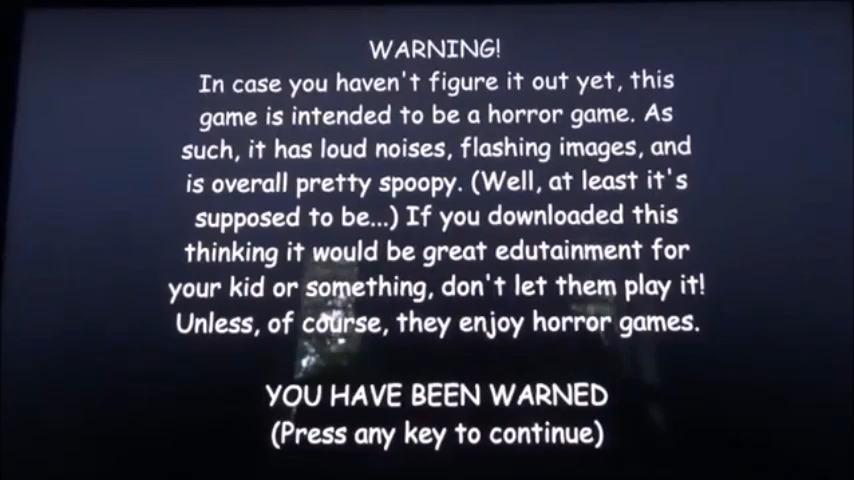 WARNING!
In case you haven't figure it out yet, this
game is intended to be a horror game. As
such, it has loud noises, flashing images, and
is overall pretty spoopy. (Well, at least it's
supposed to be...) If you downloaded this
thinking it would be great edutainment for
your kid or something, don't let them play it!
Unless, of course, they enjoy horror games.
YOU HAVE BEEN WARNED
(Press any key to continue)